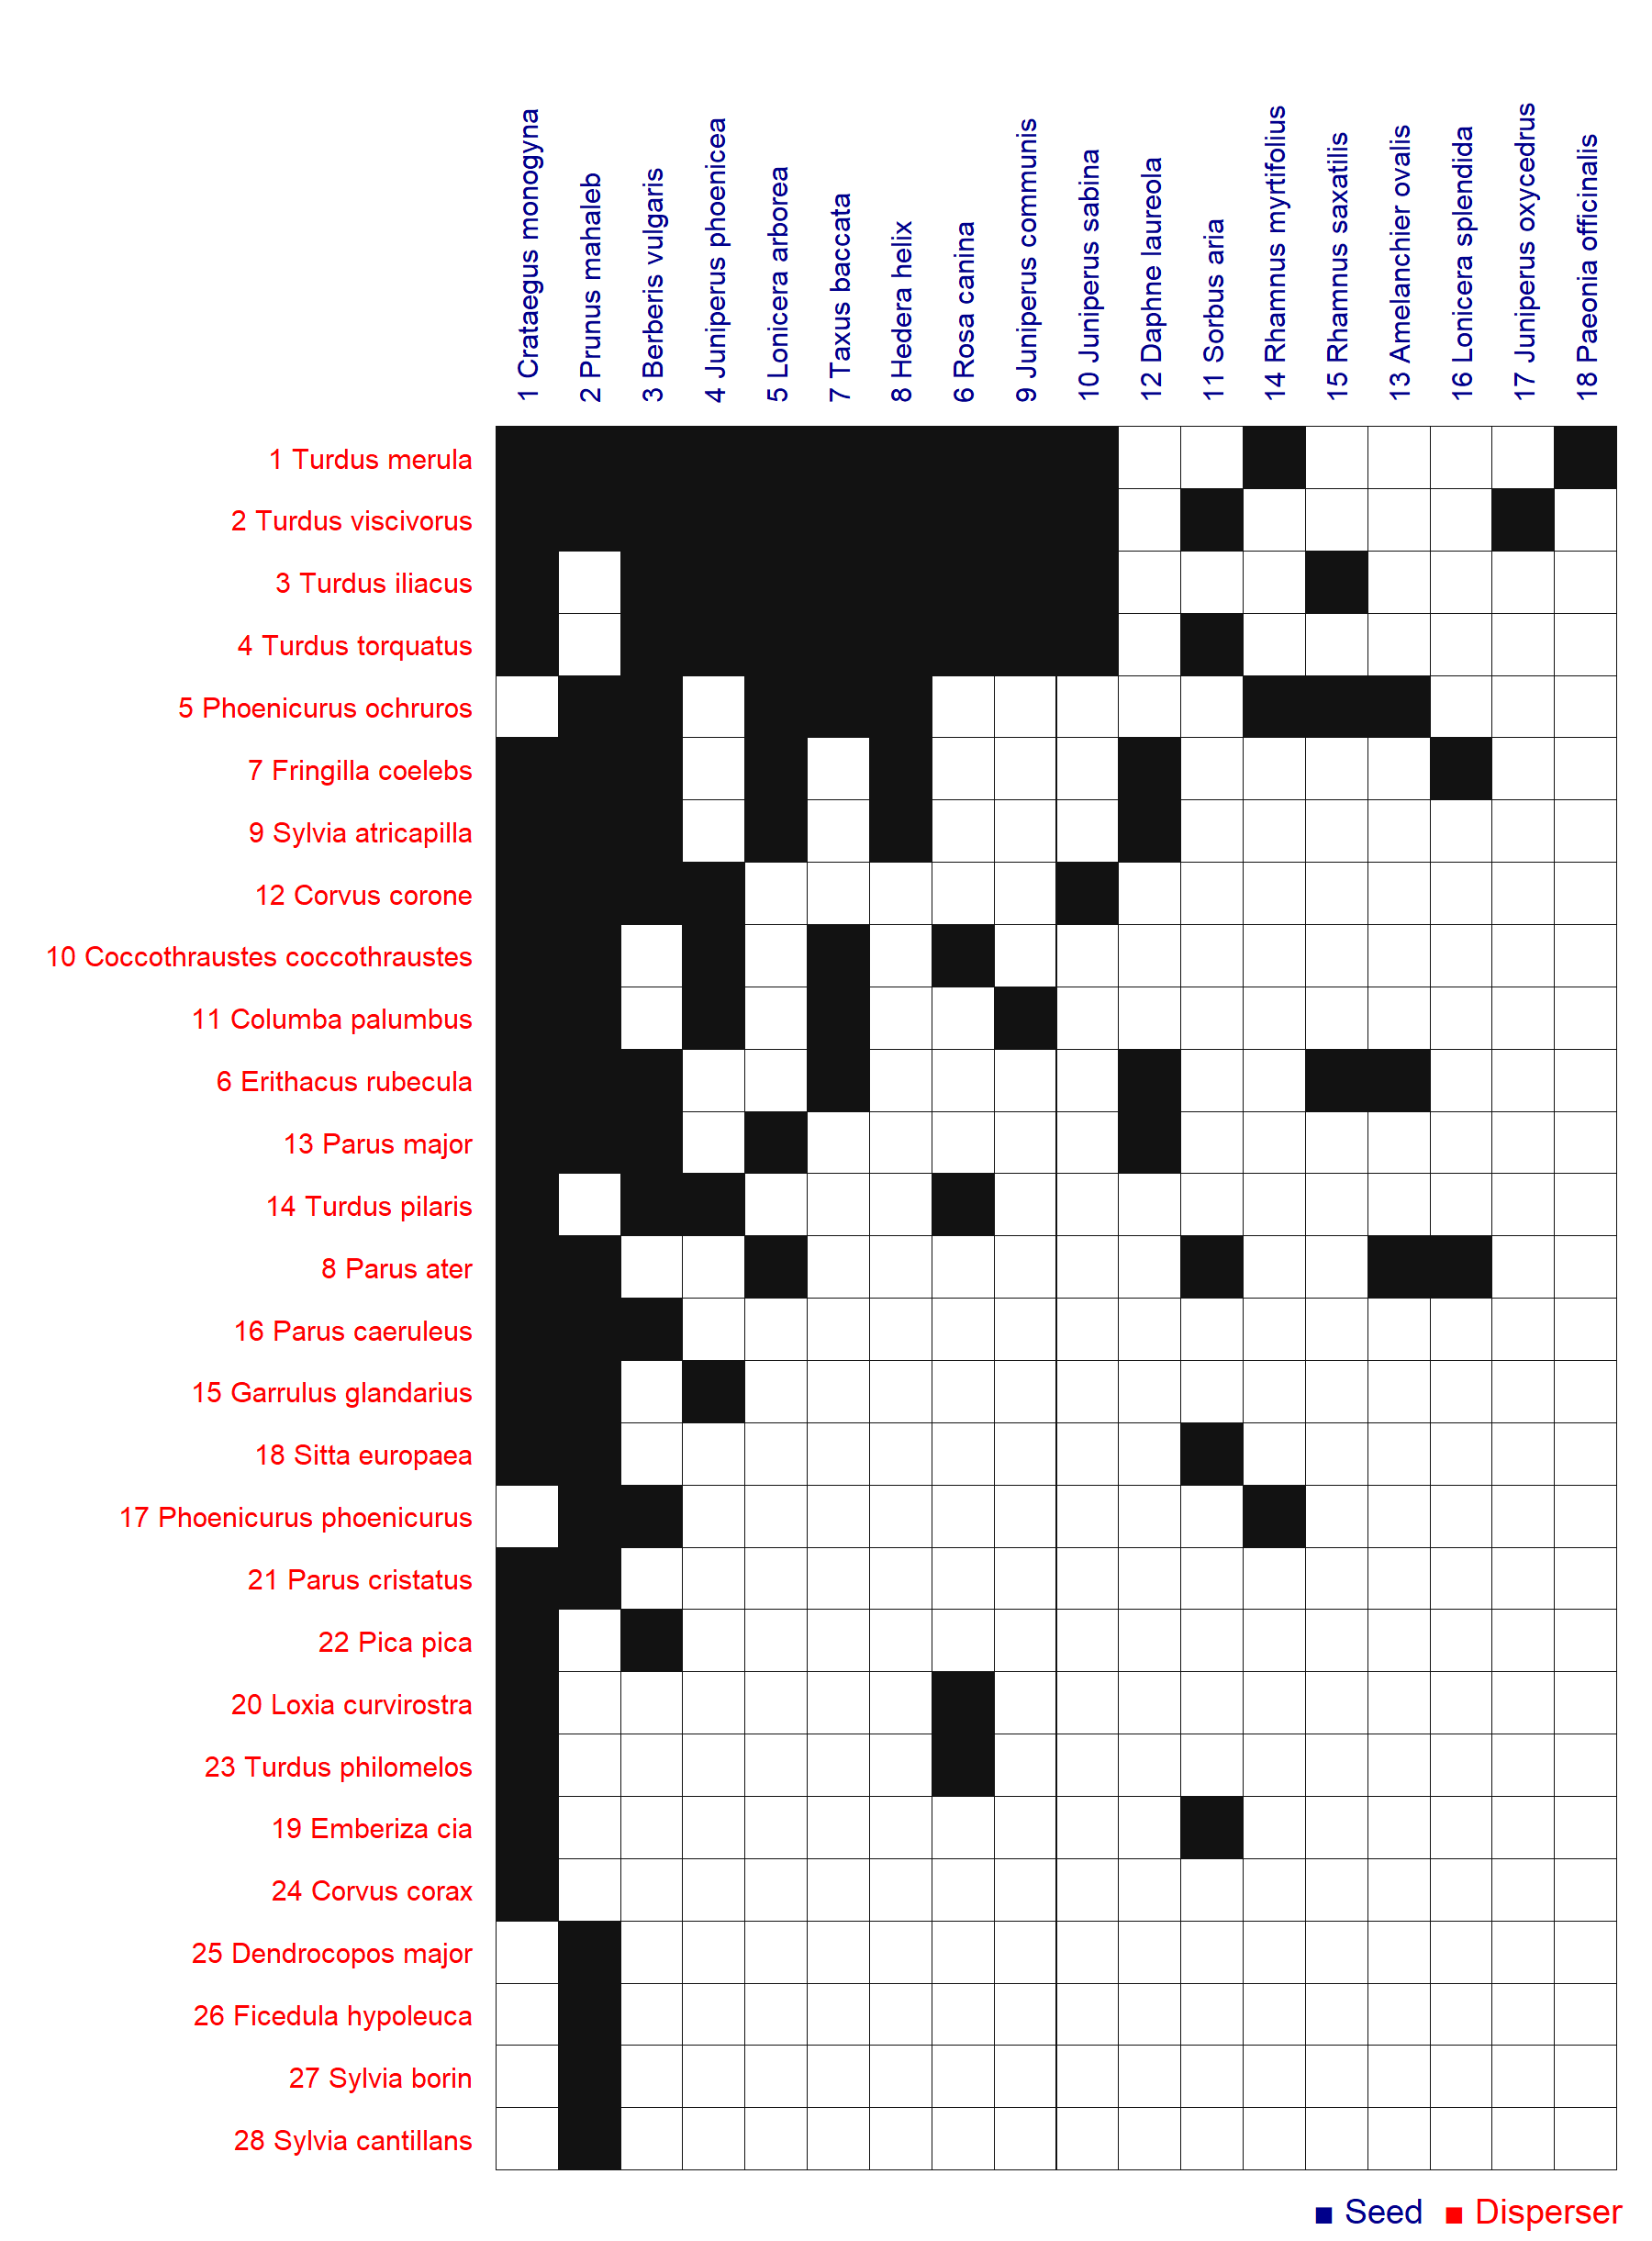 1 Crataegus monogyna
2 Prunus mahaleb
3 Berberis vulgaris
4 Juniperus phoenicea
5 Lonicera arborea
7 Taxus baccata
8 Hedera helix
6 Rosa canina
9 Juniperus communis
10 Juniperus sabina
12 Daphne laureola
11 Sorbus aria
14 Rhamnus myrtifolius
15 Rhamnus saxatilis
13 Amelanchier ovalis
16 Lonicera splendida
17 Juniperus oxycedrus
18 Paeonia officinalis
1 Turdus merula
2 Turdus viscivorus
3 Turdus iliacus
4 Turdus torquatus
5 Phoenicurus ochruros
7 Fringilla coelebs
9 Sylvia atricapilla
12 Corvus corone
10 Coccothraustes coccothraustes
11 Columba palumbus
6 Erithacus rubecula
13 Parus major
14 Turdus pilaris
8 Parus ater
16 Parus caeruleus
15 Garrulus glandarius
18 Sitta europaea
17 Phoenicurus phoenicurus
21 Parus cristatus
22 Pica pica
20 Loxia curvirostra
23 Turdus philomelos
19 Emberiza cia
24 Corvus corax
25 Dendrocopos major
26 Ficedula hypoleuca
27 Sylvia borin
28 Sylvia cantillans
Seed Disperser